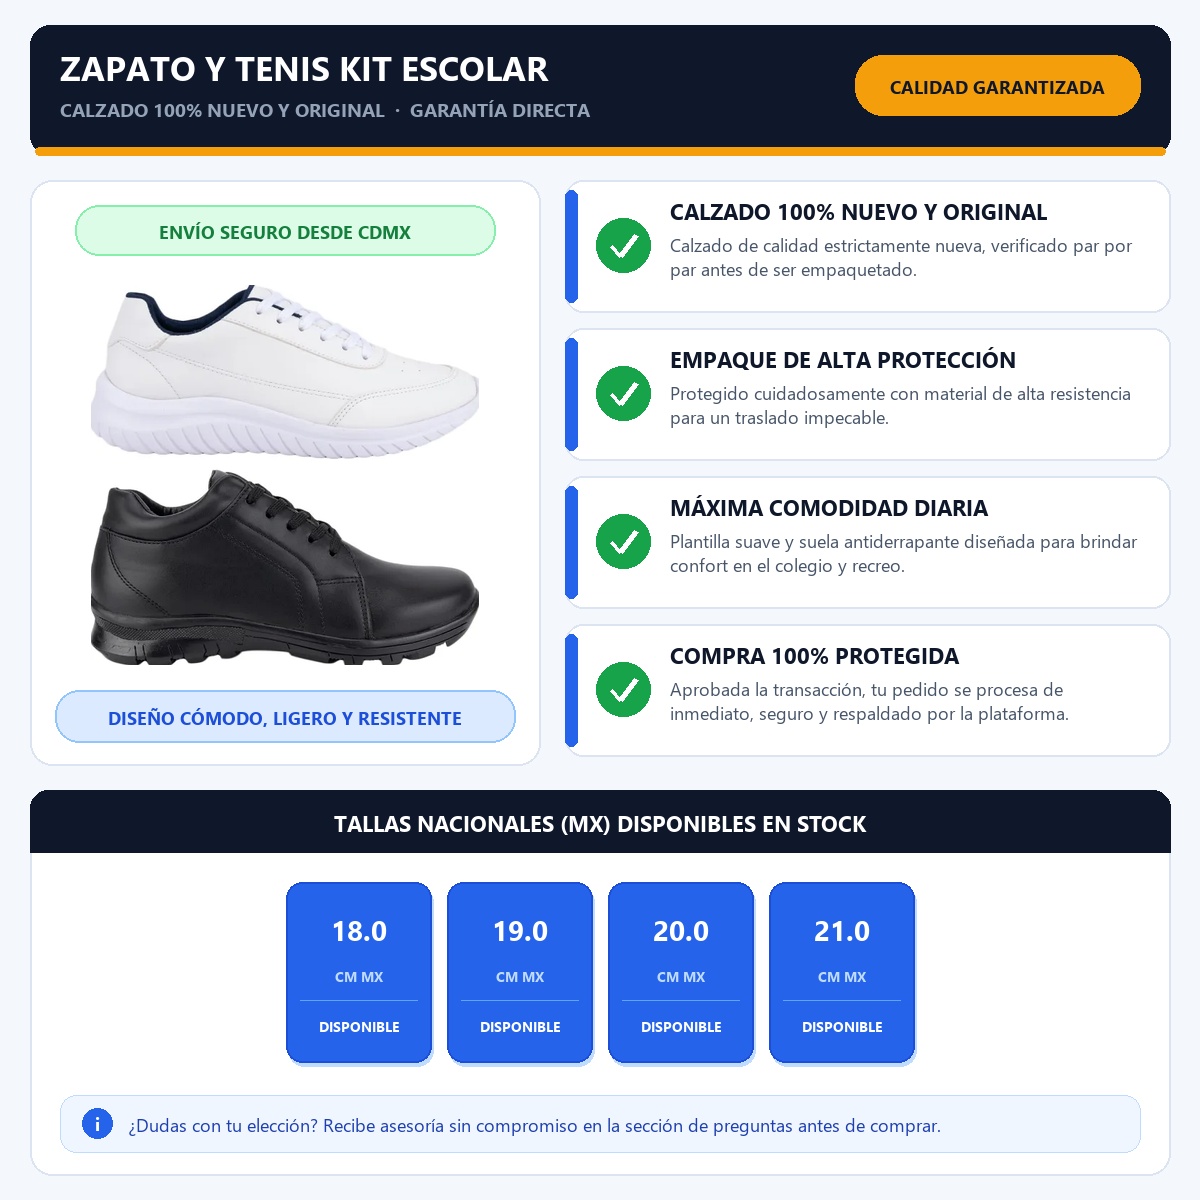 ZAPATO Y TENIS KIT ESCOLAR
CALZADO 100% NUEVO Y ORIGINAL · GARANTÍA DIRECTA
CALIDAD GARANTIZADA
ENVÍO SEGURO DESDE CDMX
DISEÑO CÓMODO, LIGERO Y RESISTENTE
CALZADO 100% NUEVO Y ORIGINAL
Calzado de calidad estrictamente nueva, verificado par por
par antes de ser empaquetado.
EMPAQUE DE ALTA PROTECCIÓN
Protegido cuidadosamente con material de alta resistencia
para un traslado impecable.
MÁXIMA COMODIDAD DIARIA
Plantilla suave y suela antiderrapante diseñada para brindar
confort en el colegio y recreo.
COMPRA 100% PROTEGIDA
Aprobada la transacción, tu pedido se procesa de
inmediato, seguro y respaldado por la plataforma.
TALLAS NACIONALES (MX) DISPONIBLES EN STOCK
18.0
CM MX
DISPONIBLE
19.0
CM MX
DISPONIBLE
20.0
CM MX
DISPONIBLE
21.0
CM MX
DISPONIBLE
¿Dudas con tu elección? Recibe asesoría sin compromiso en la sección de preguntas antes de comprar.